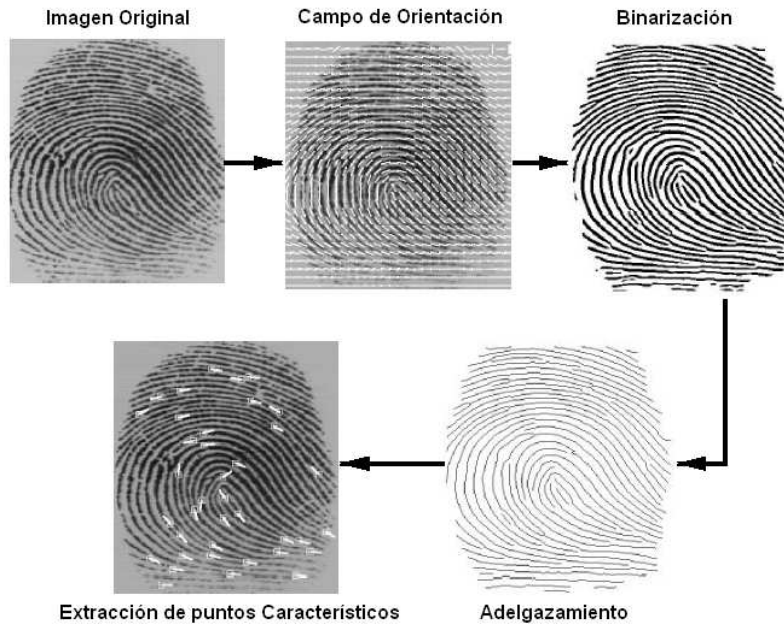 Imagen Original
Campo de Orientación
Binarización
Extracción de puntos Característicos
Adelgazamiento